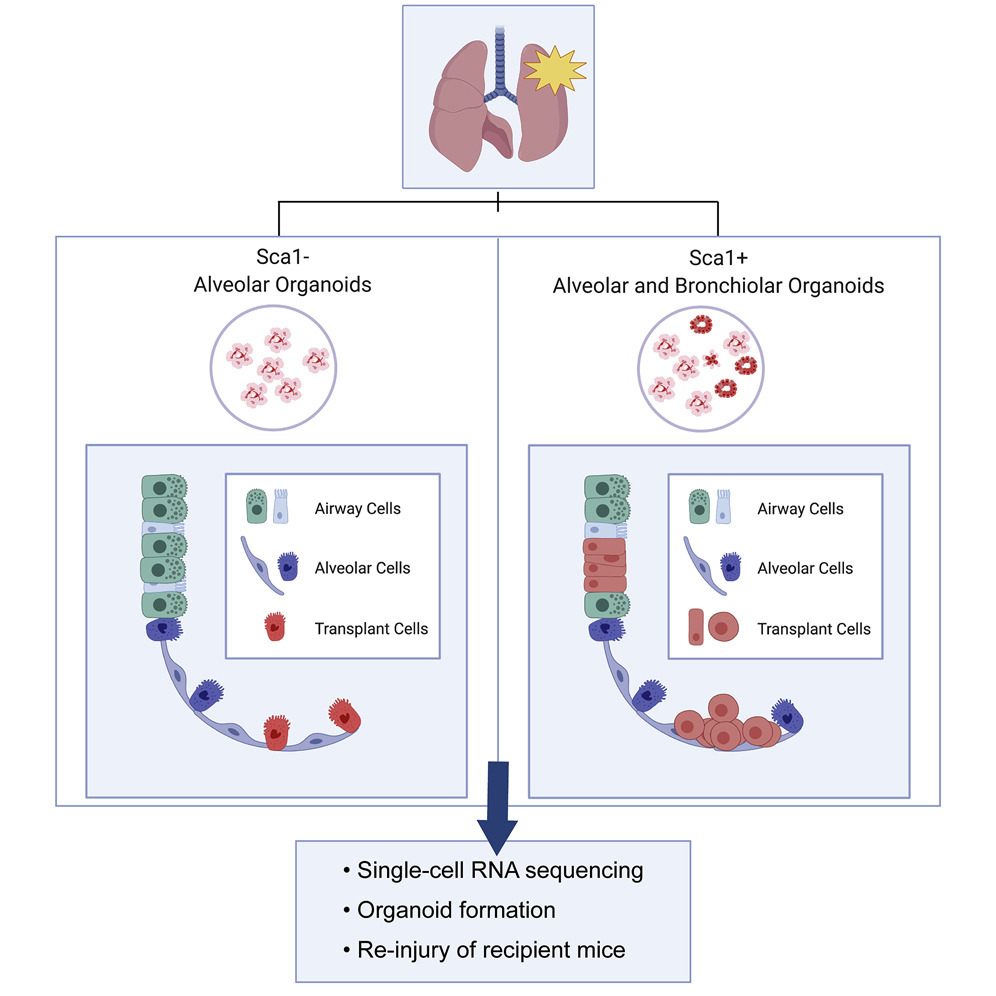 Sca1-
Alveolar Organoids
Airway Cells
Alveolar Cells
Transplant Cells
Sca1+
Alveolar and Bronchiolar Organoids
Airway Cells
Alveolar Cells
Transplant Cells
• Single-cell RNA sequencing
• Organoid formation
• Re-injury of recipient mice